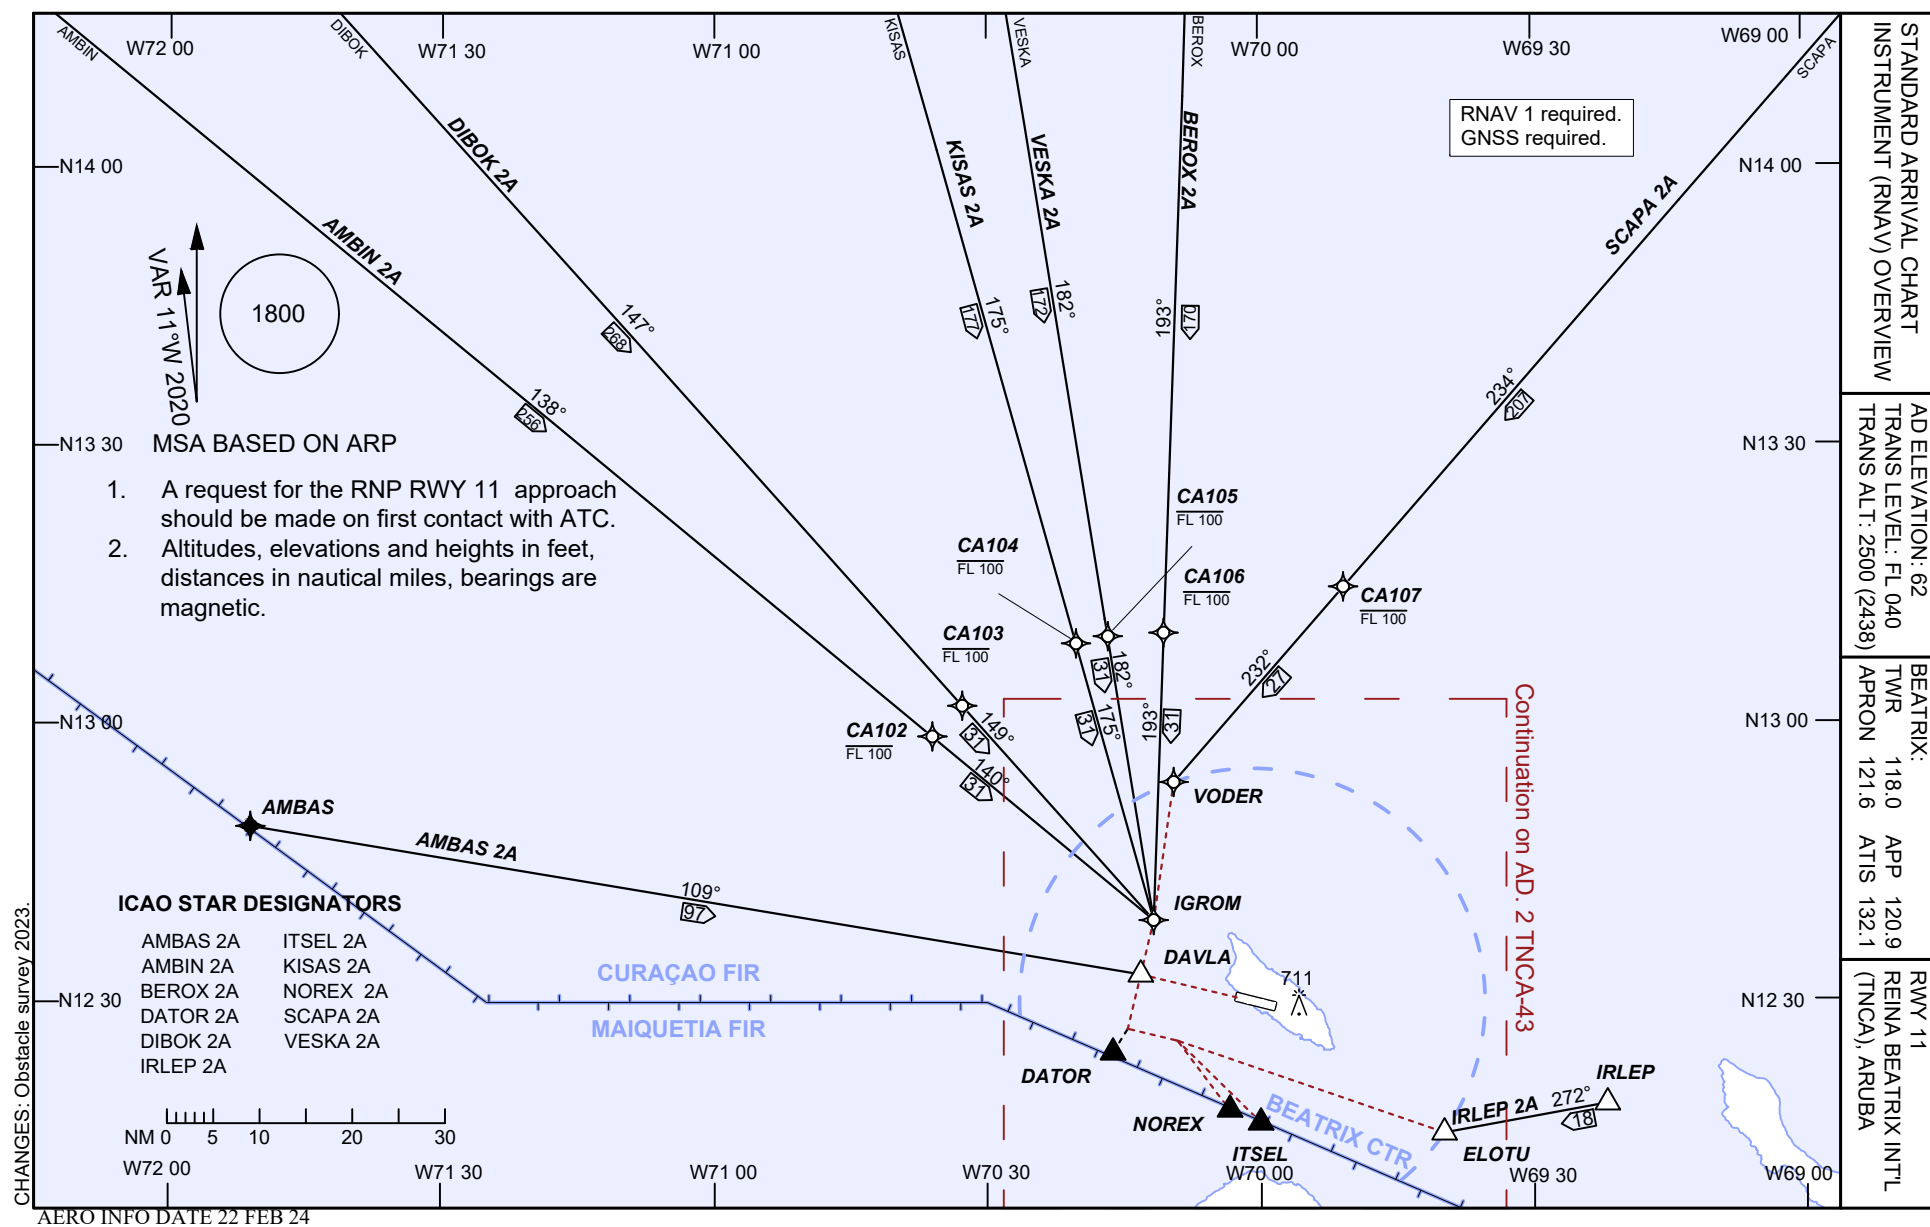 AMBIN
W72 00
DIBOK
W71 30
KISAS
W71 00
VESKA
BEROX
W70 00
W69 30
W69 00
SCAPA
RNAV 1 required.
GNSS required.
N14 00
N14 00
AMBIN 2A
DIBOK 2A
KISAS 2A
VESKA 2A
BEROX 2A
SCAPA 2A
VAR 11°W 2020
1800
147°
268
175°
177
182°
172
193°
170
234°
207
138°
256
N13 30
N13 30
MSA BASED ON ARP
1. A request for the RNP RWY 11 approach
should be made on first contact with ATC.
2. Altitudes, elevations and heights in feet,
distances in nautical miles, bearings are
magnetic.
CA105
FL 100
CA104
FL 100
CA106
FL 100
CA107
FL 100
CA103
FL 100
CA102
FL 100
182°
31
175°
31
193°
31
232°
27
149°
31
140°
31
N13 00
N13 00
VODER
AMBAS
AMBAS 2A
109°
97
IGROM
DAVLA
711
Continuation on AD. 2 TNCA-43
ICAO STAR DESIGNATORS
AMBAS 2A ITSEL 2A
AMBIN 2A KISAS 2A
BEROX 2A NOREX 2A
DATOR 2A SCAPA 2A
DIBOK 2A VESKA 2A
IRLEP 2A
CURAÇAO FIR
MAIQUETIA FIR
N12 30
N12 30
DATOR
NOREX
ITSEL
BEATRIX CTR
IRLEP 2A
272°
18
IRLEP
ELOTU
NM 0 5 10 20 30
W72 00
W71 30
W71 00
W70 30
W70 00
W69 30
W69 00
CHANGES: Obstacle survey 2023.
AERO INFO DATE 22 FEB 24
STANDARD ARRIVAL CHART
INSTRUMENT (RNAV) OVERVIEW
AD ELEVATION: 62
TRANS LEVEL: FL 040
TRANS ALT: 2500 (2438)
BEATRIX:
TWR 118.0 APP 120.9
APRON 121.6 ATIS 132.1
RWY 11
REINA BEATRIX INT'L
(TNCA), ARUBA